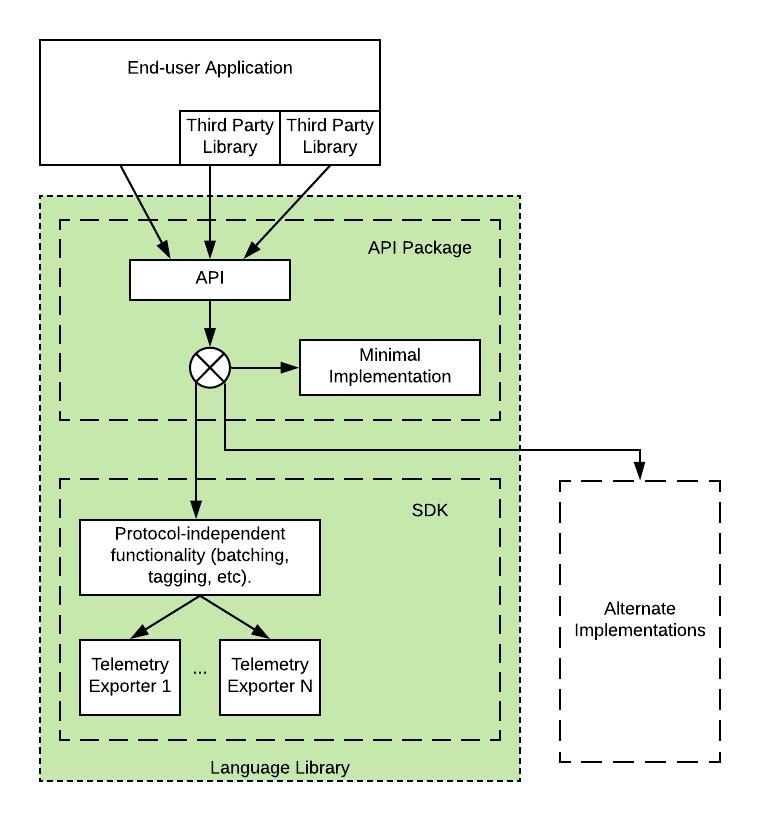 End-user Application
Third Party
Library
Third Party
Library
API Package
API
Minimal
Implementation
SDK
Protocol-independent
functionality (batching,
tagging, etc).
Telemetry
Exporter 1
...
Telemetry
Exporter N
Alternate
Implementations
Language Library